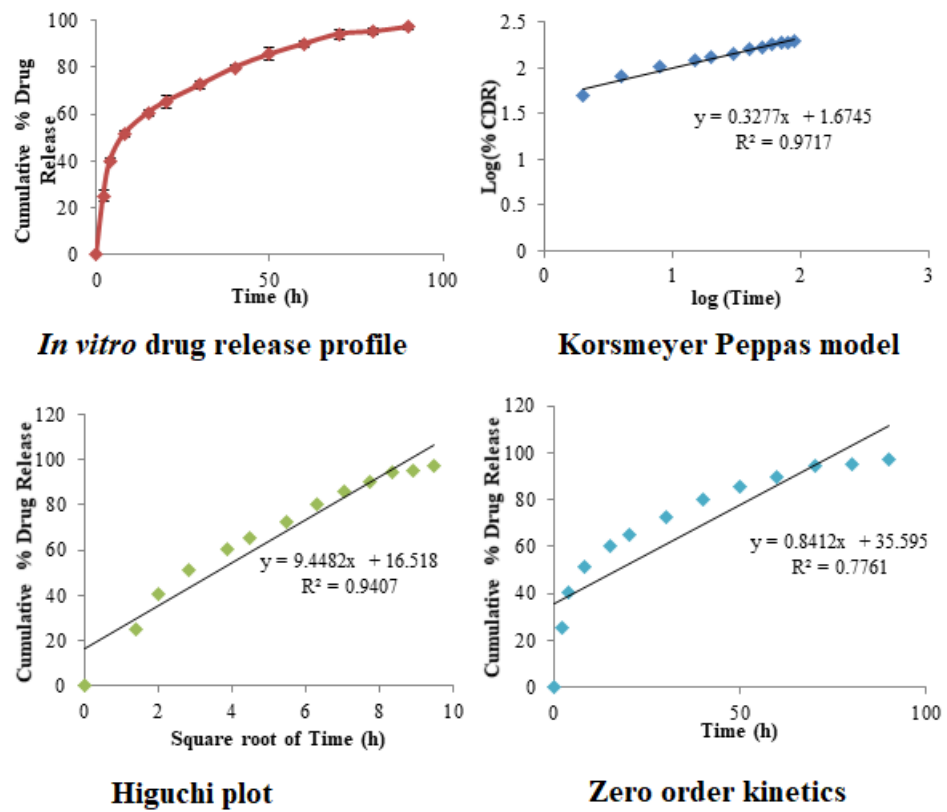 100
80
60
40
20
0
Cumulative % Drug
Release
0
50
100
Time (h)
In vitro drug release profile
2.5
2
1.5
1
0.5
0
Log(% CDR)
y = 0.3277x + 1.6745
R² = 0.9717
0
1
2
3
log (Time)
Korsmeyer Peppas model
120
100
80
60
40
20
0
Cumulative % Drug Release
y = 9.4482x + 16.518
R² = 0.9407
0
2
4
6
8
10
Square root of Time (h)
Higuchi plot
120
100
80
60
40
20
0
Cumulative % Drug Release
y = 0.8412x + 35.595
R² = 0.7761
0
50
100
Time (h)
Zero order kinetics